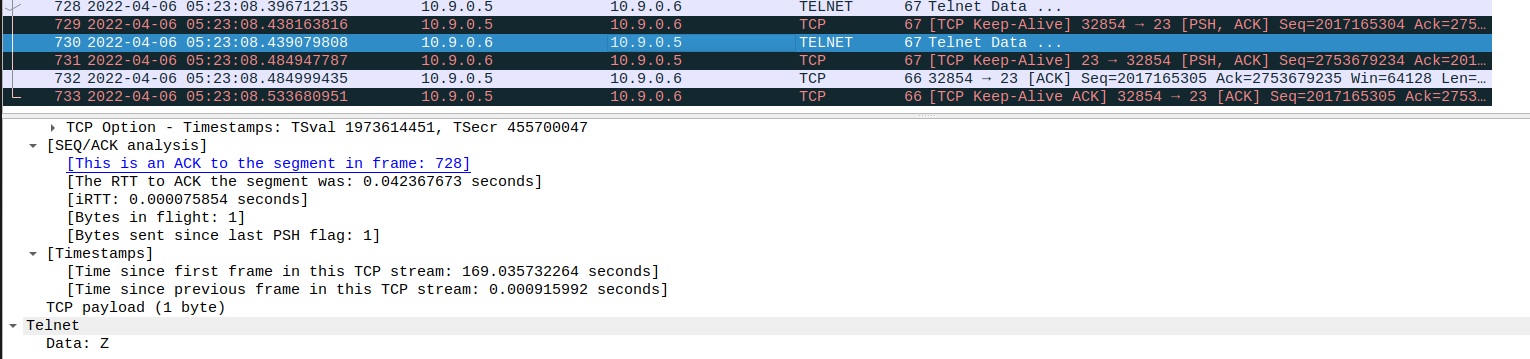 728 2022-04-06 05:23:08.396712135 10.9.0.5 10.9.0.6 TELNET 67 Telnet Data ...
729 2022-04-06 05:23:08.438163816 10.9.0.5 10.9.0.6 TCP 67 [TCP Keep-Alive] 32854 → 23 [PSH, ACK] Seq=2017165304 Ack=275…
730 2022-04-06 05:23:08.439079808 10.9.0.6 10.9.0.5 TELNET 67 Telnet Data ...
731 2022-04-06 05:23:08.484947787 10.9.0.6 10.9.0.5 TCP 67 [TCP Keep-Alive] 23 → 32854 [PSH, ACK] Seq=2753679234 Ack=201…
732 2022-04-06 05:23:08.484999435 10.9.0.5 10.9.0.6 TCP 66 32854 → 23 [ACK] Seq=2017165305 Ack=2753679235 Win=64128 Len=…
733 2022-04-06 05:23:08.533680951 10.9.0.5 10.9.0.6 TCP 66 [TCP Keep-Alive ACK] 32854 → 23 [ACK] Seq=2017165305 Ack=2753…
TCP Option - Timestamps: TSval 1973614451, TSecr 455700047
[SEQ/ACK analysis]
[This is an ACK to the segment in frame: 728]
[The RTT to ACK the segment was: 0.042367673 seconds]
[iRTT: 0.000075854 seconds]
[Bytes in flight: 1]
[Bytes sent since last PSH flag: 1]
[Timestamps]
[Time since first frame in this TCP stream: 169.035732264 seconds]
[Time since previous frame in this TCP stream: 0.000915992 seconds]
TCP payload (1 byte)
Telnet
Data: Z